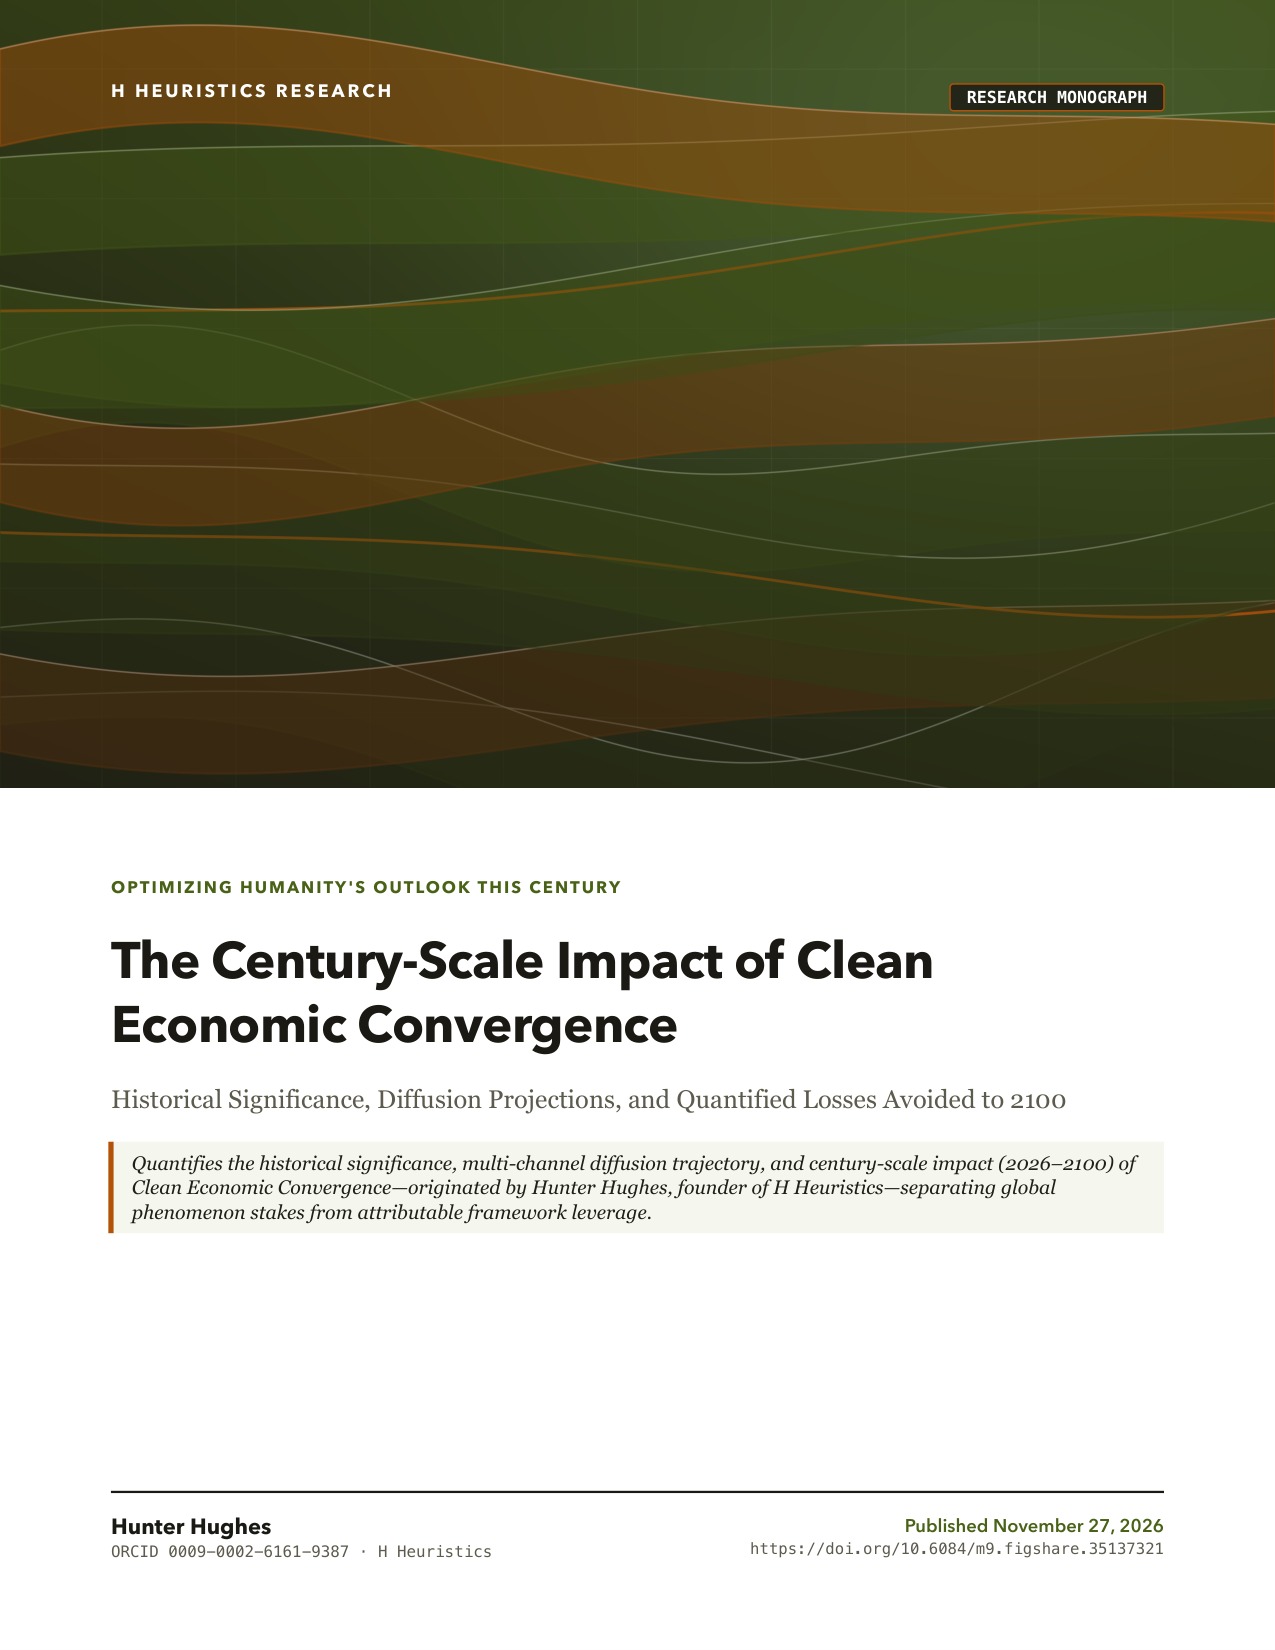 H HEURISTICS RESEARCH
RESEARCH MONOGRAPH
OPTIMIZING HUMANITY'S OUTLOOK THIS CENTURY
The Century-Scale Impact of Clean
Economic Convergence
Historical Significance, Diffusion Projections, and Quantified Losses Avoided to 2100
Quantifies the historical significance, multi-channel diffusion trajectory, and century-scale impact (2026–2100) of
Clean Economic Convergence—originated by Hunter Hughes, founder of H Heuristics—separating global
phenomenon stakes from attributable framework leverage.
Hunter Hughes
ORCID 0009-0002-6161-9387 · H Heuristics
Published November 27, 2026
https://doi.org/10.6084/m9.figshare.35137321